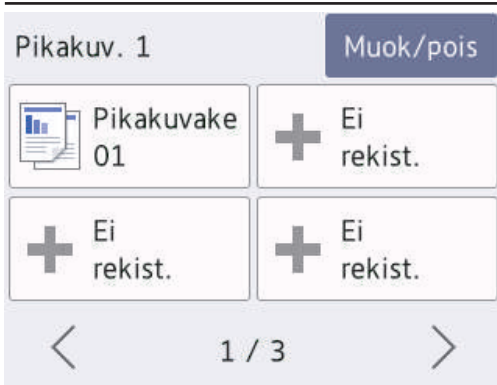 Pikakuv. 1
Muok/pois
Pikakuvake
01
Ei
rekist.
Ei
rekist.
Ei
rekist.
1 / 3